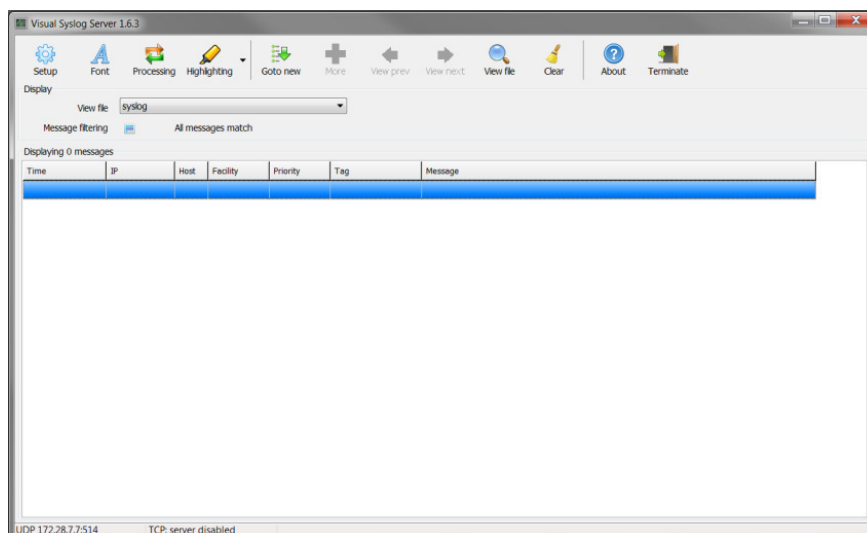 Visual Syslog Server 1.6.3
Setup Font Processing Highlighting Goto new More View prev View next View file Clear About Terminate
Display
View file syslog
Message filtering All messages match
Displaying 0 messages
Time IP Host Facility Priority Tag Message
UDP 172.28.7.7:514 TCP: server disabled